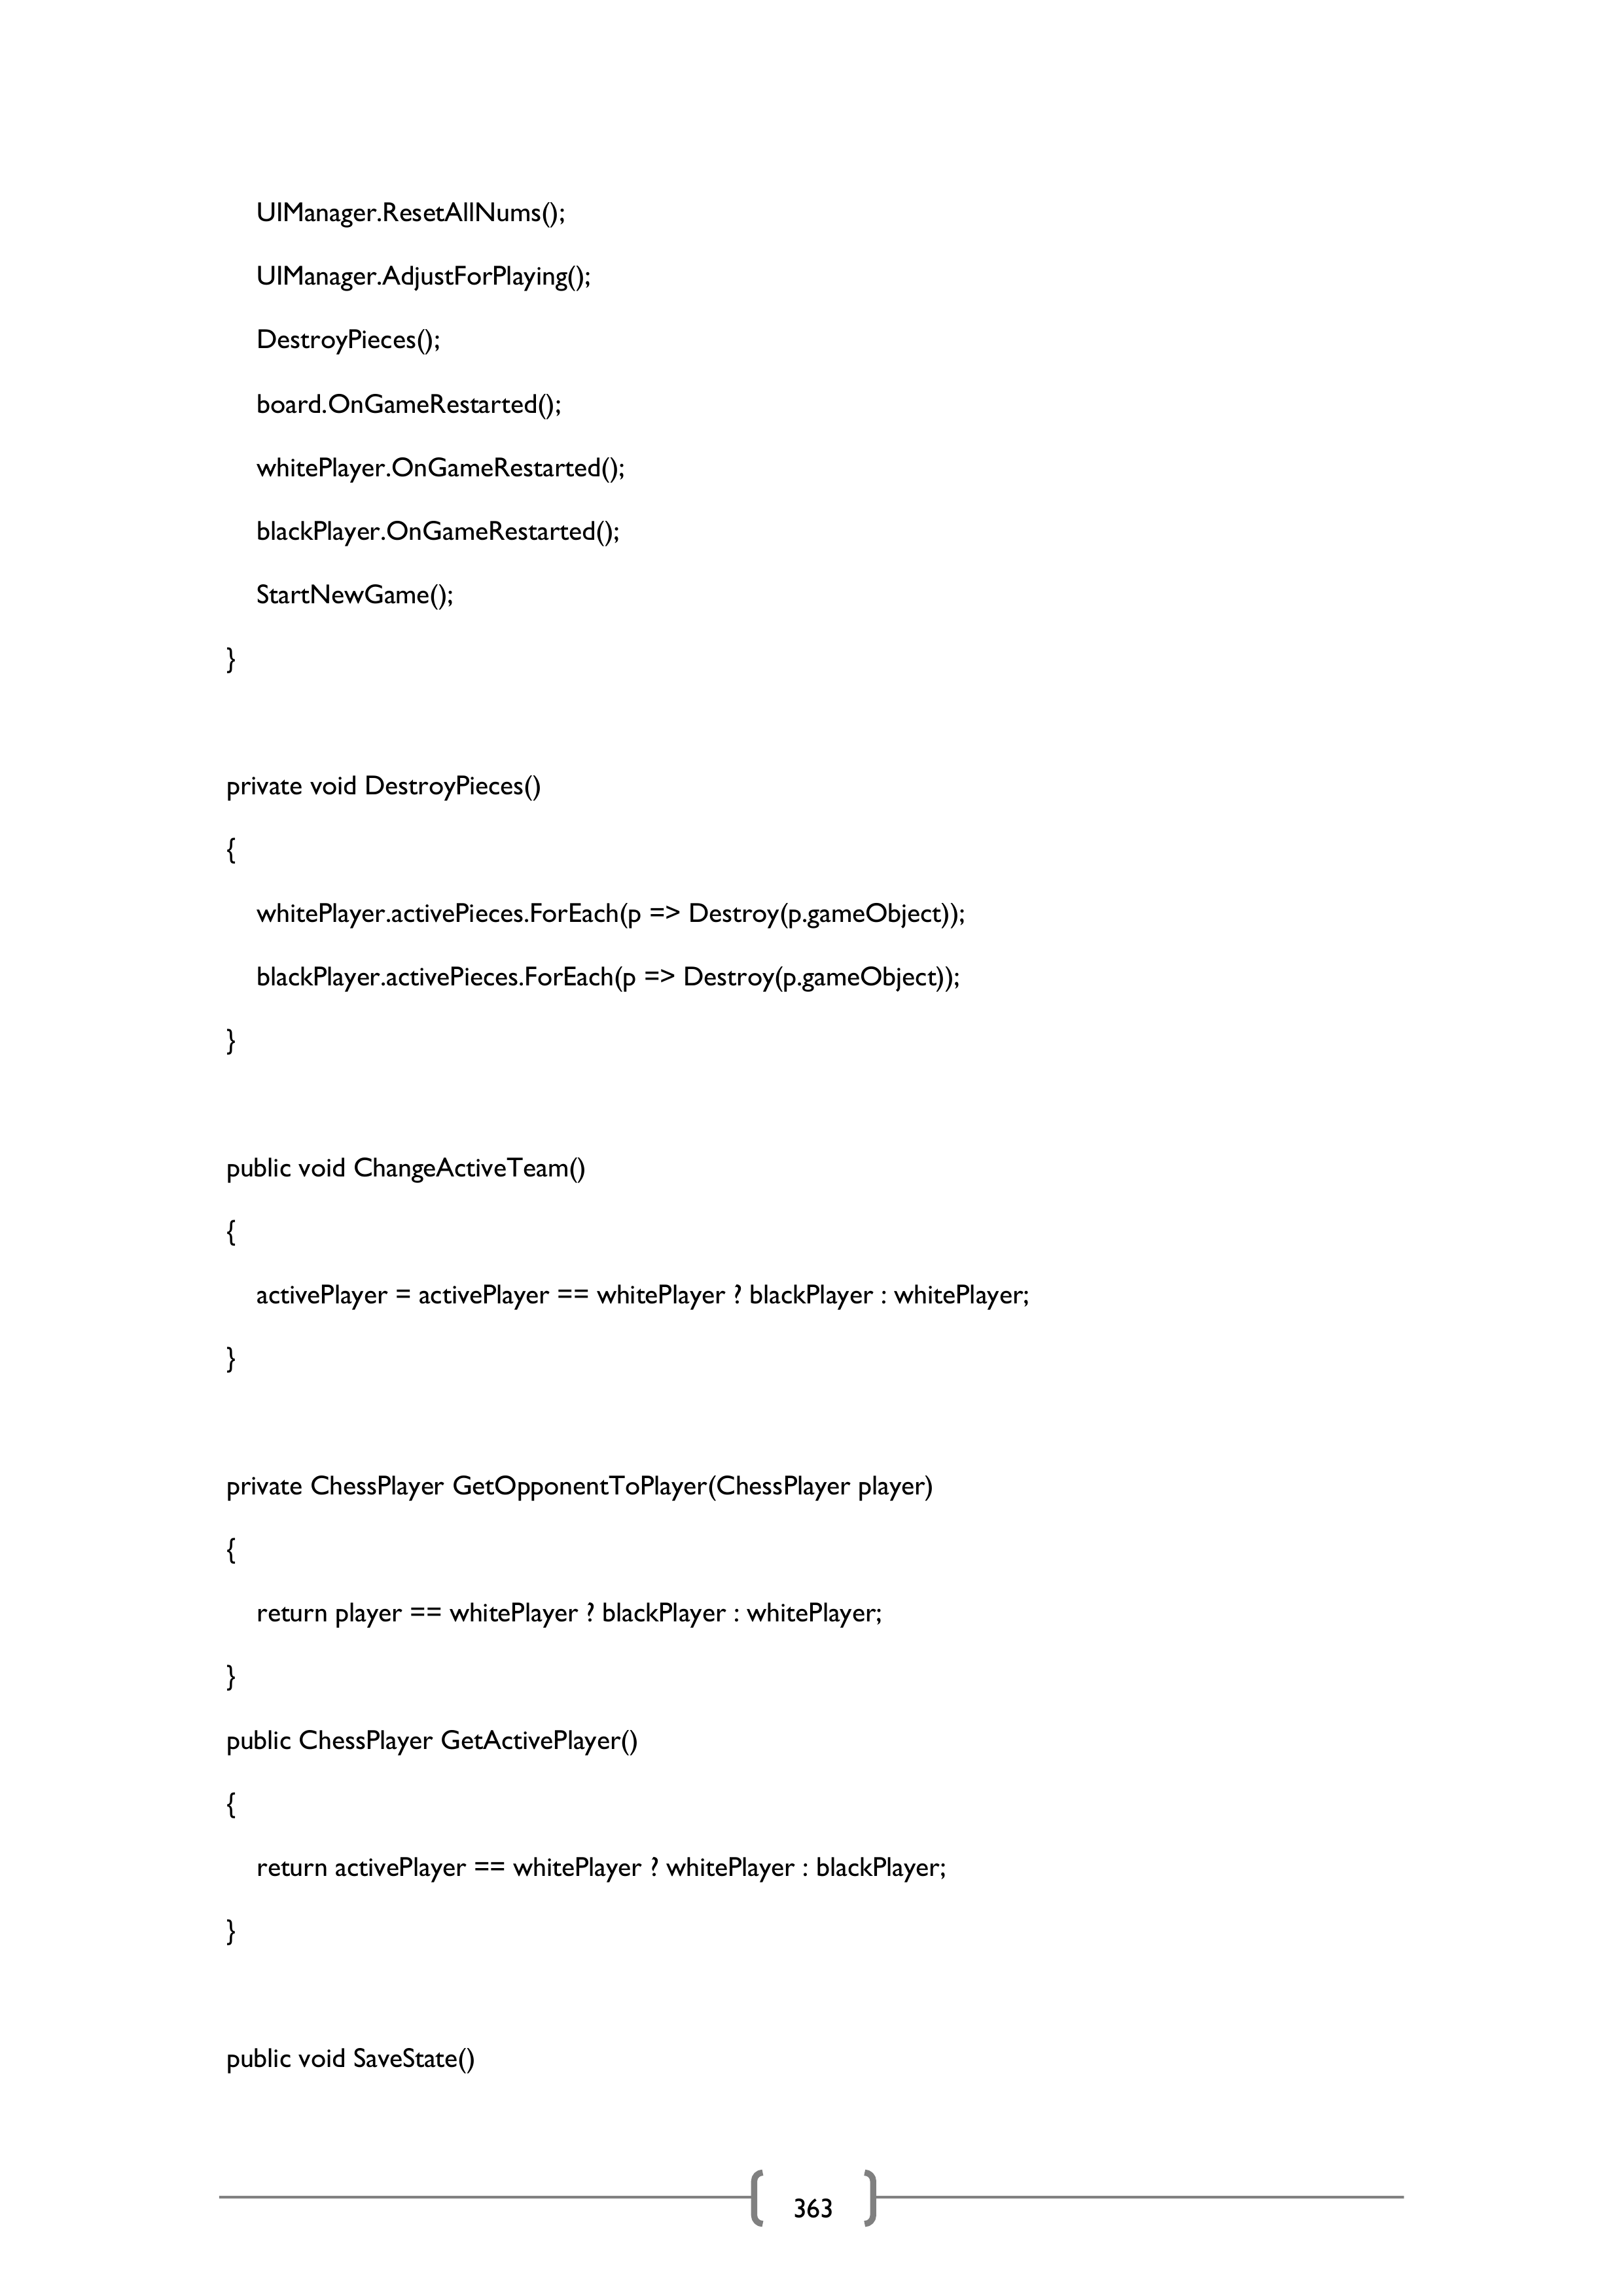 UIManager.ResetAllNums();
UIManager.AdjustForPlaying();
DestroyPieces();
board.OnGameRestarted();
whitePlayer.OnGameRestarted();
blackPlayer.OnGameRestarted();
StartNewGame();
}
private void DestroyPieces()
{
whitePlayer.activePieces.ForEach(p => Destroy(p.gameObject));
blackPlayer.activePieces.ForEach(p => Destroy(p.gameObject));
}
public void ChangeActiveTeam()
{
activePlayer = activePlayer == whitePlayer ? blackPlayer : whitePlayer;
}
private ChessPlayer GetOpponentToPlayer(ChessPlayer player)
{
return player == whitePlayer ? blackPlayer : whitePlayer;
}
public ChessPlayer GetActivePlayer()
{
return activePlayer == whitePlayer ? whitePlayer : blackPlayer;
}
public void SaveState()
363